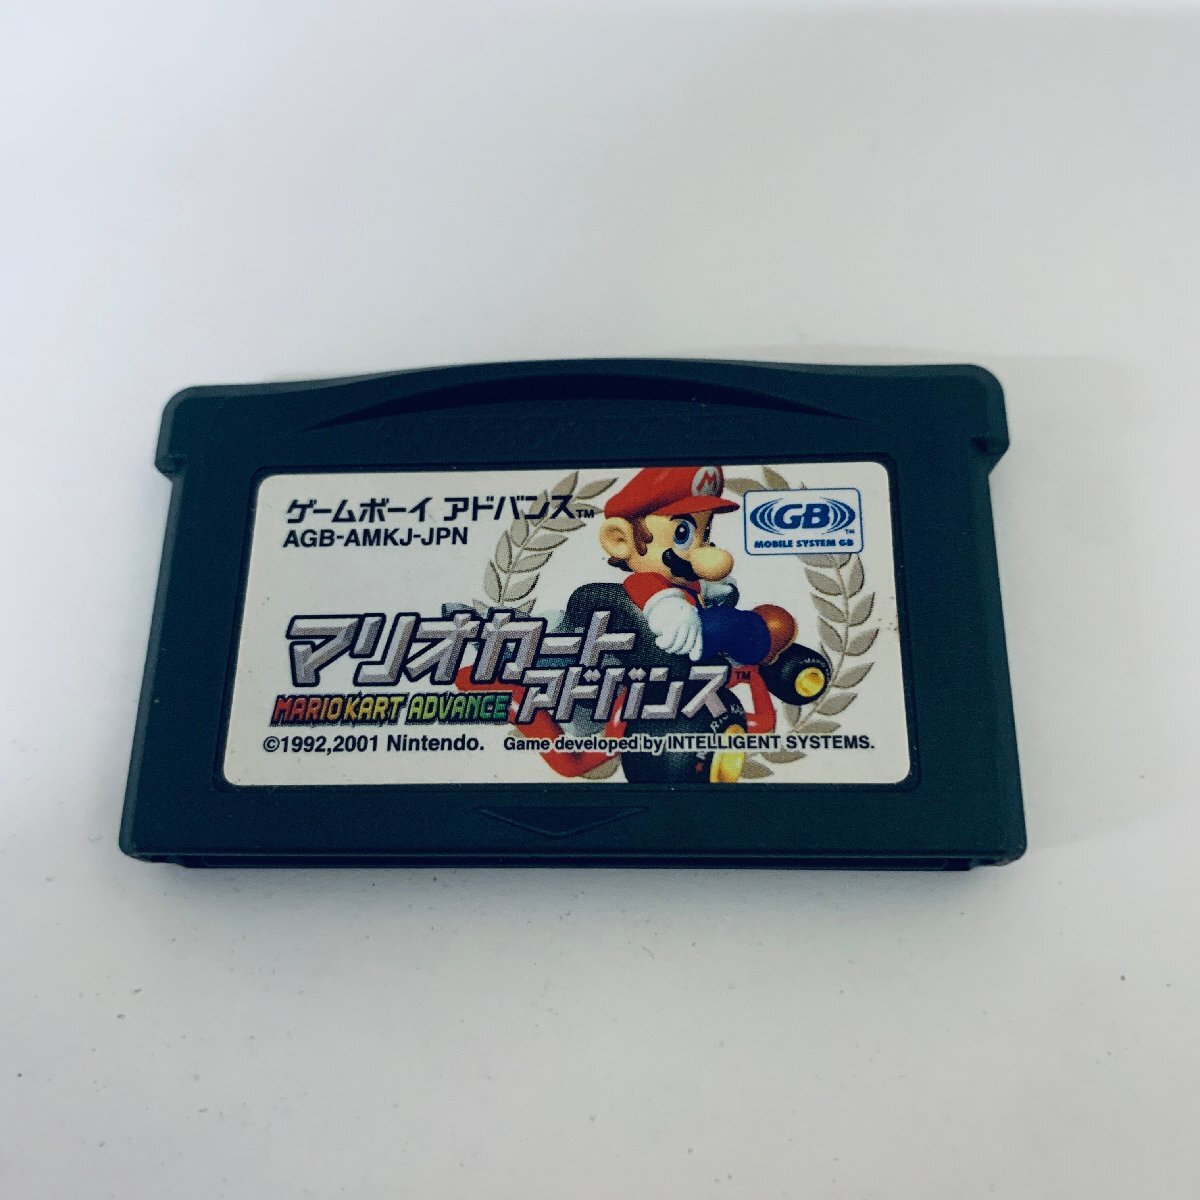 ゲームボーイ アドバンス™
AGB-AMKJ-JPN
M
GB™
MOBILE SYSTEM GB
マリオカート
アドバンス™
MARIO KART ADVANCE
©1992,2001 Nintendo. Game developed by INTELLIGENT SYSTEMS.